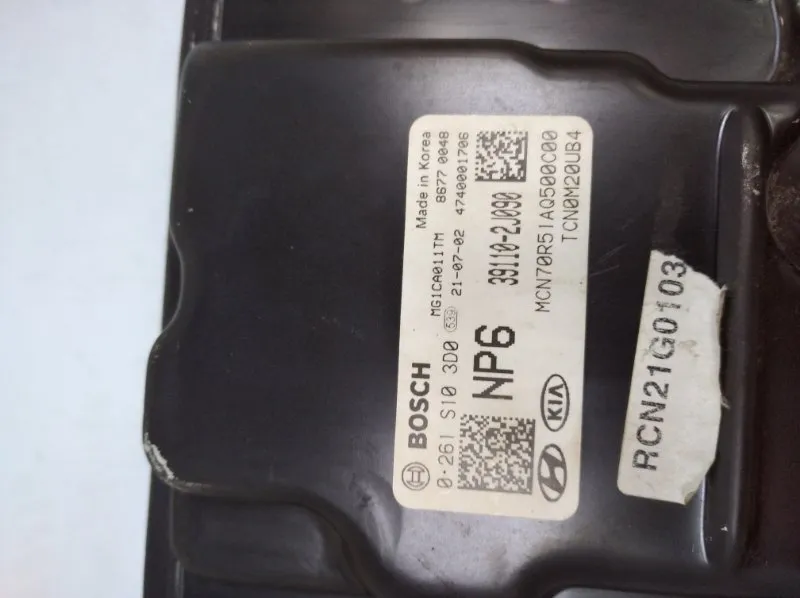 BOSCH
Made in Korea
0 261 S10 3D0
MG1CA011TM
8677 0048
539
21-07-02
4740001706
NP6
39110-2J090
KIA
MCN70R51AQ500C00
TCN0M20UB4
RCN21G0103